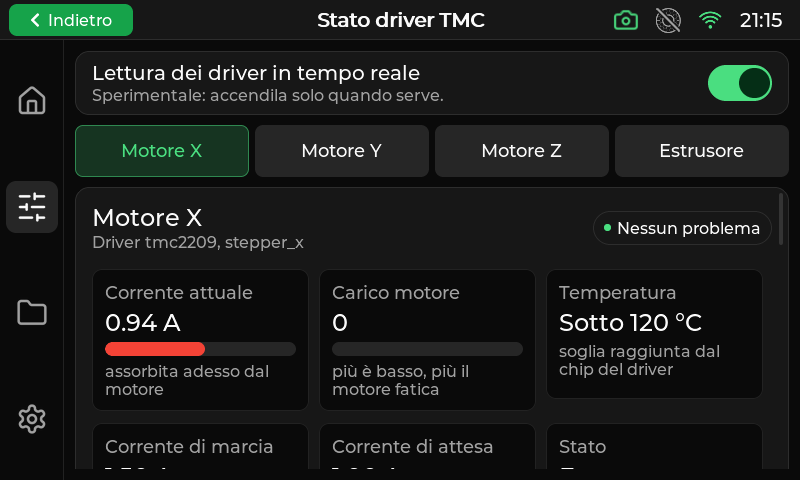 Indietro
Stato driver TMC
21:15
Lettura dei driver in tempo reale
Sperimentale: accendila solo quando serve.
Motore X
Motore Y
Motore Z
Estrusore
Motore X
Driver tmc2209, stepper_x
Nessun problema
Corrente attuale
0.94 A
assorbita adesso dal
motore
Carico motore
0
più è basso, più il
motore fatica
Temperatura
Sotto 120 °C
soglia raggiunta dal
chip del driver
Corrente di marcia
Corrente di attesa
Stato